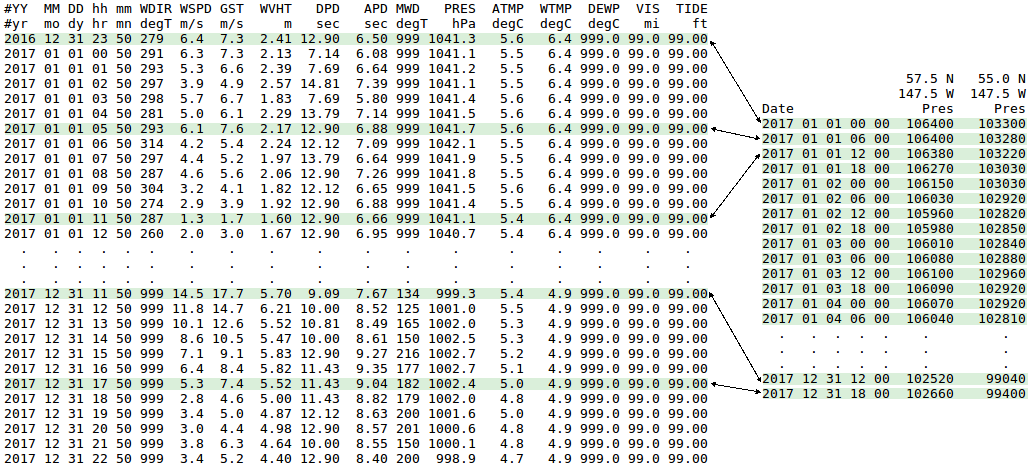 #YY MM DD hh mm WDIR WSPD GST WVHT DPD APD MWD PRES ATMP WTMP DEWP VIS TIDE
#yr mo dy hr mn degT m/s m/s m sec sec degT hPa degC degC degC mi ft
2016 12 31 23 50 279 6.4 7.3 2.41 12.90 6.50 999 1041.3 5.6 6.4 999.0 99.0 99.00
2017 01 01 00 50 291 6.3 7.3 2.13 7.14 6.08 999 1041.1 5.5 6.4 999.0 99.0 99.00
2017 01 01 01 50 293 5.3 6.6 2.39 7.69 6.64 999 1041.2 5.5 6.4 999.0 99.0 99.00
2017 01 01 02 50 297 3.9 4.9 2.57 14.81 7.39 999 1041.1 5.5 6.4 999.0 99.0 99.00
2017 01 01 03 50 298 5.7 6.7 1.83 7.69 5.80 999 1041.4 5.6 6.4 999.0 99.0 99.00
2017 01 01 04 50 281 5.0 6.1 2.29 13.79 7.14 999 1041.5 5.6 6.4 999.0 99.0 99.00
2017 01 01 05 50 293 6.1 7.6 2.17 12.90 6.88 999 1041.7 5.6 6.4 999.0 99.0 99.00
2017 01 01 06 50 314 4.2 5.4 2.24 12.12 7.09 999 1042.1 5.5 6.4 999.0 99.0 99.00
2017 01 01 07 50 297 4.4 5.2 1.97 13.79 6.64 999 1041.9 5.5 6.4 999.0 99.0 99.00
2017 01 01 08 50 287 4.6 5.6 2.06 12.90 7.26 999 1041.8 5.5 6.4 999.0 99.0 99.00
2017 01 01 09 50 304 3.2 4.1 1.82 12.12 6.65 999 1041.5 5.6 6.4 999.0 99.0 99.00
2017 01 01 10 50 274 2.9 3.9 1.92 12.90 6.88 999 1041.4 5.5 6.4 999.0 99.0 99.00
2017 01 01 11 50 287 1.3 1.7 1.60 12.90 6.66 999 1041.1 5.4 6.4 999.0 99.0 99.00
2017 01 01 12 50 260 2.0 3.0 1.67 12.90 6.95 999 1040.7 5.4 6.4 999.0 99.0 99.00
. . . . . . . . . . . . . . . . . .
. . . . . . . . . . . . . . . . . .
. . . . . . . . . . . . . . . . . .
2017 12 31 11 50 999 14.5 17.7 5.70 9.09 7.67 134 999.3 5.4 4.9 999.0 99.0 99.00
2017 12 31 12 50 999 11.8 14.7 6.21 10.00 8.52 125 1001.0 5.5 4.9 999.0 99.0 99.00
2017 12 31 13 50 999 10.1 12.6 5.52 10.81 8.49 165 1002.0 5.3 4.9 999.0 99.0 99.00
2017 12 31 14 50 999 8.6 10.5 5.47 10.00 8.61 150 1002.5 5.3 4.9 999.0 99.0 99.00
2017 12 31 15 50 999 7.1 9.1 5.83 12.90 9.27 216 1002.7 5.2 4.9 999.0 99.0 99.00
2017 12 31 16 50 999 6.4 8.4 5.82 11.43 9.35 177 1002.7 5.1 4.9 999.0 99.0 99.00
2017 12 31 17 50 999 5.3 7.4 5.52 11.43 9.04 182 1002.4 5.0 4.9 999.0 99.0 99.00
2017 12 31 18 50 999 2.8 4.6 5.00 11.43 8.82 179 1002.0 4.8 4.9 999.0 99.0 99.00
2017 12 31 19 50 999 3.4 5.0 4.87 12.12 8.63 200 1001.6 5.0 4.9 999.0 99.0 99.00
2017 12 31 20 50 999 3.0 4.4 4.98 12.90 8.57 201 1000.6 4.8 4.9 999.0 99.0 99.00
2017 12 31 21 50 999 3.8 6.3 4.64 10.00 8.55 150 1000.1 4.8 4.9 999.0 99.0 99.00
2017 12 31 22 50 999 3.4 5.2 4.40 12.90 8.40 200 998.9 4.7 4.9 999.0 99.0 99.00
57.5 N 55.0 N
147.5 W 147.5 W
Date Pres Pres
2017 01 01 00 00 106400 103300
2017 01 01 06 00 106400 103280
2017 01 01 12 00 106380 103220
2017 01 01 18 00 106270 103030
2017 01 02 00 00 106150 103030
2017 01 02 06 00 106030 102920
2017 01 02 12 00 105960 102820
2017 01 02 18 00 105980 102850
2017 01 03 00 00 106010 102840
2017 01 03 06 00 106080 102880
2017 01 03 12 00 106100 102960
2017 01 03 18 00 106090 102920
2017 01 04 00 00 106070 102920
2017 01 04 06 00 106040 102810
. . . . . . .
. . . . . . .
. . . . . . .
2017 12 31 12 00 102520 99040
2017 12 31 18 00 102660 99400